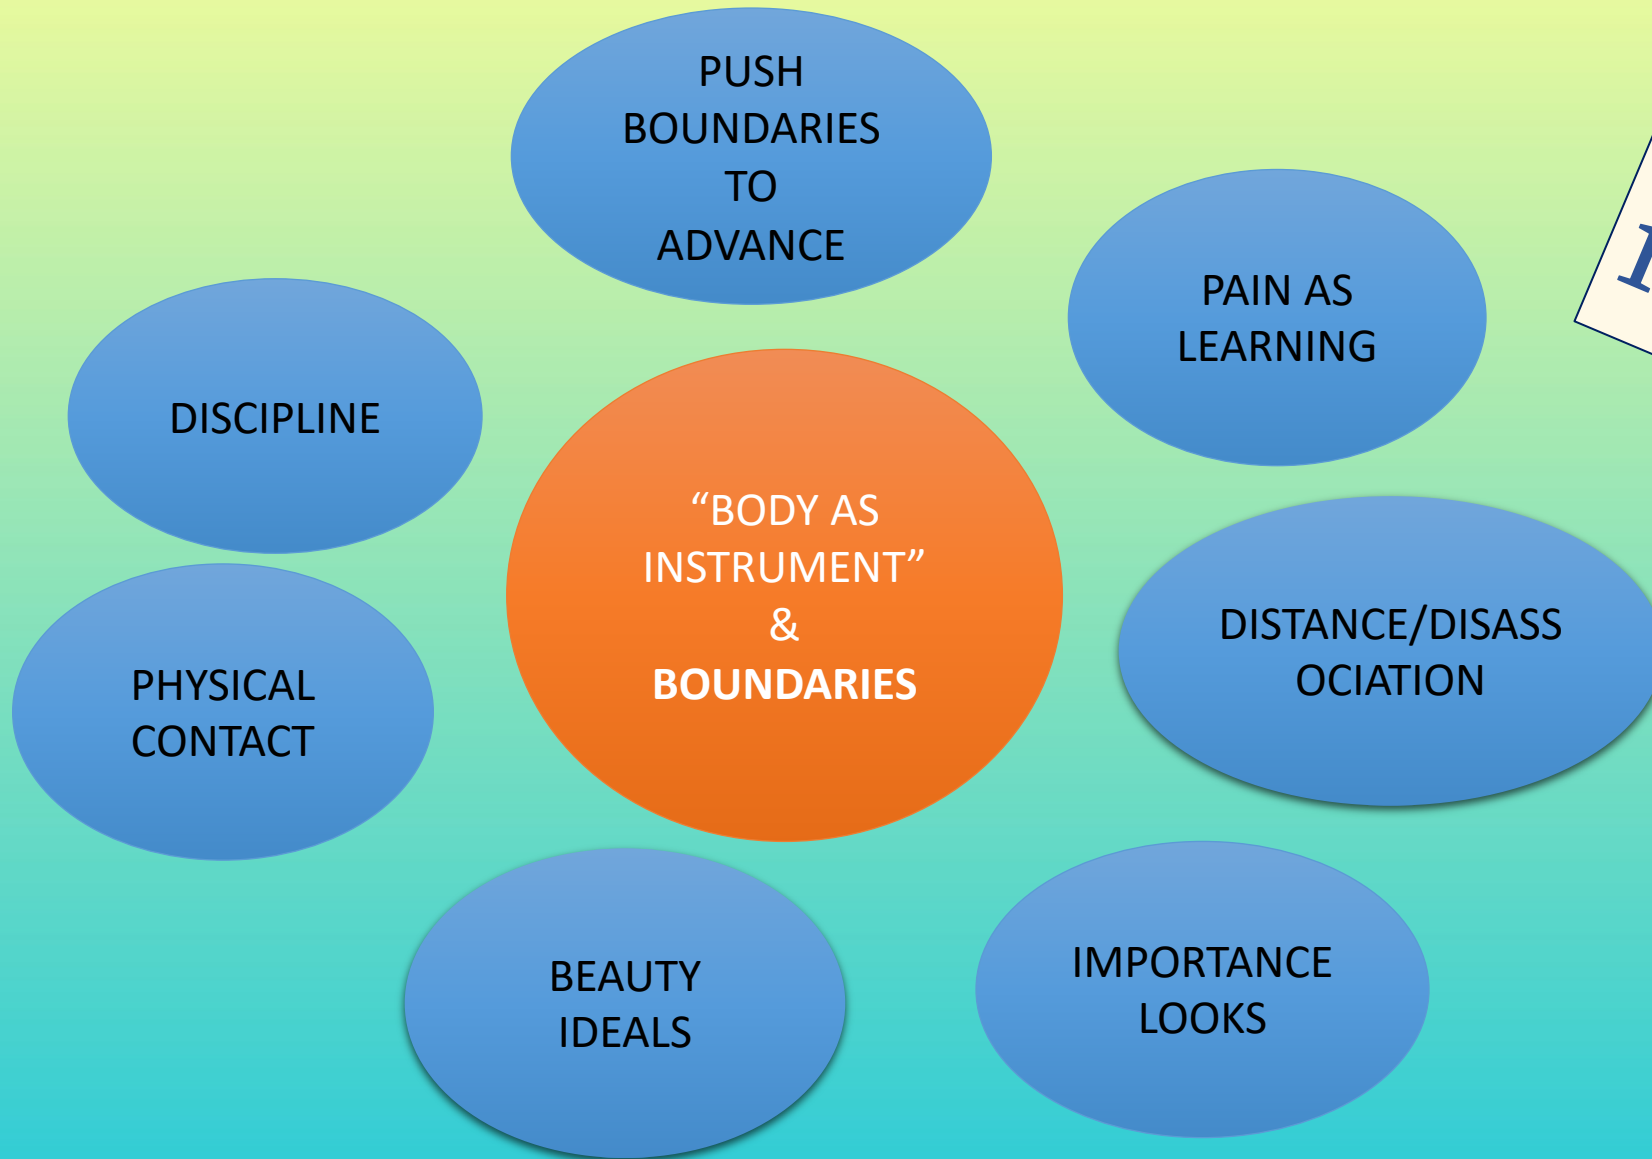 PUSH
BOUNDARIES
TO
ADVANCE
PAIN AS
LEARNING
DISCIPLINE
“BODY AS
INSTRUMENT”
&
BOUNDARIES
DISTANCE/DISASS
OCIATION
PHYSICAL
CONTACT
BEAUTY
IDEALS
IMPORTANCE
LOOKS